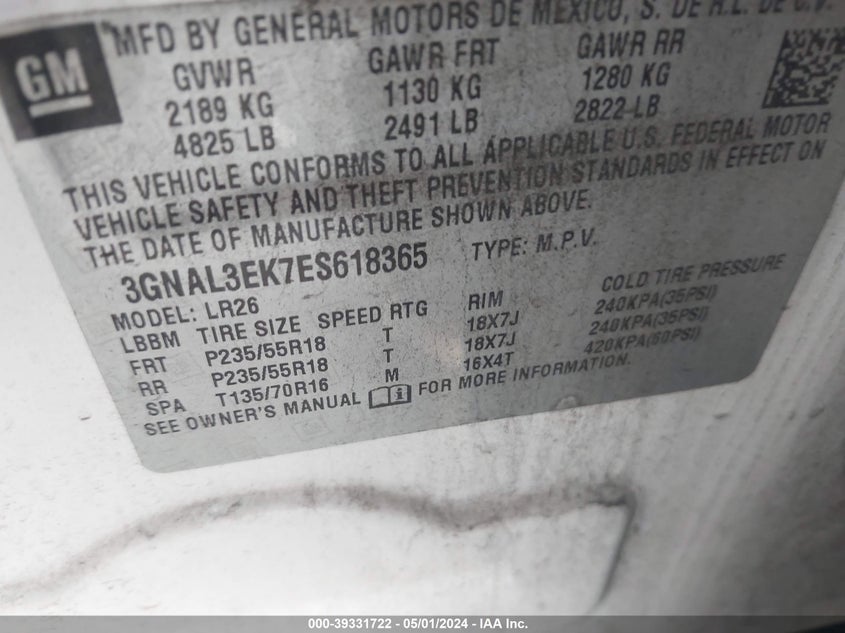 GM
MFD BY GENERAL MOTORS DE MEXICO, S. DE R.L. DE C.V.
GVWR GAWR FRT GAWR RR
2189 KG 1130 KG 1280 KG
4825 LB 2491 LB 2822 LB
THIS VEHICLE CONFORMS TO ALL APPLICABLE U.S. FEDERAL MOTOR
VEHICLE SAFETY AND THEFT PREVENTION STANDARDS IN EFFECT ON
THE DATE OF MANUFACTURE SHOWN ABOVE.
3GNAL3EK7ES618365 TYPE: M.P.V.
MODEL: LR26
LBBM TIRE SIZE SPEED RTG RIM COLD TIRE PRESSURE
FRT P235/55R18 T 18X7J 240KPA(35PSI)
RR P235/55R18 T 18X7J 240KPA(35PSI)
SPA T135/70R16 M 16X4T 420KPA(60PSI)
SEE OWNER'S MANUAL i FOR MORE INFORMATION.
000-39331722 - 05/01/2024 - IAA Inc.